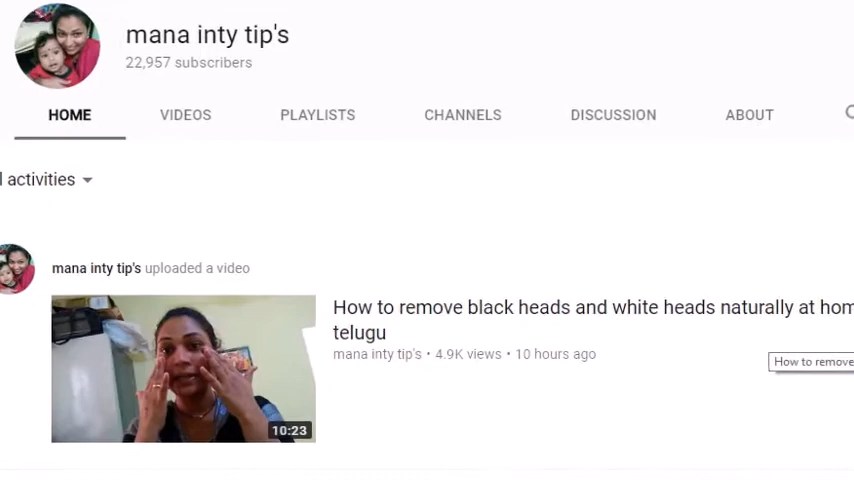 mana inty tip's
22,957 subscribers
HOME VIDEOS PLAYLISTS CHANNELS DISCUSSION ABOUT
activities
mana inty tip's uploaded a video
How to remove black heads and white heads naturally at
telugu
mana inty tip's • 4.9K views • 10 hours ago
How to remove
10:23